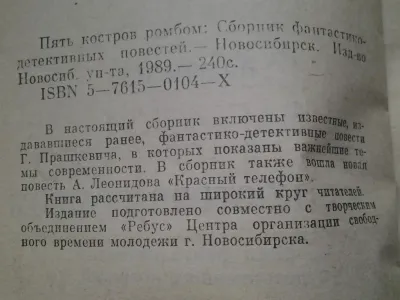 Пять костров ромбом: Сборник фантастико-
детективных повестей.— Новосибирск. Изд-во
Новосиб. ун-та, 1989.— 240с.
ISBN 5—7615—0104—X
В настоящий сборник включены известные, из-
дававшиеся ранее, фантастико-детективные повести
Г. Прашкевича, в которых показаны важнейшие те-
мы современности. В сборник также вошла новая
повесть А. Леонидова «Красный телефон».
Книга рассчитана на широкий круг читателей.
Издание подготовлено совместно с творческим
объединением «Ребус» Центра организации свобод-
ного времени молодежи г. Новосибирска.